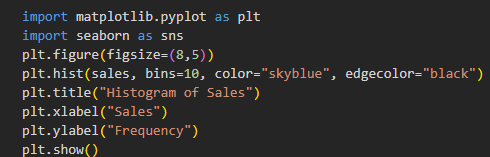 import matplotlib.pyplot as plt
import seaborn as sns
plt.figure(figsize=(8,5))
plt.hist(sales, bins=10, color="skyblue", edgecolor="black")
plt.title("Histogram of Sales")
plt.xlabel("Sales")
plt.ylabel("Frequency")
plt.show()